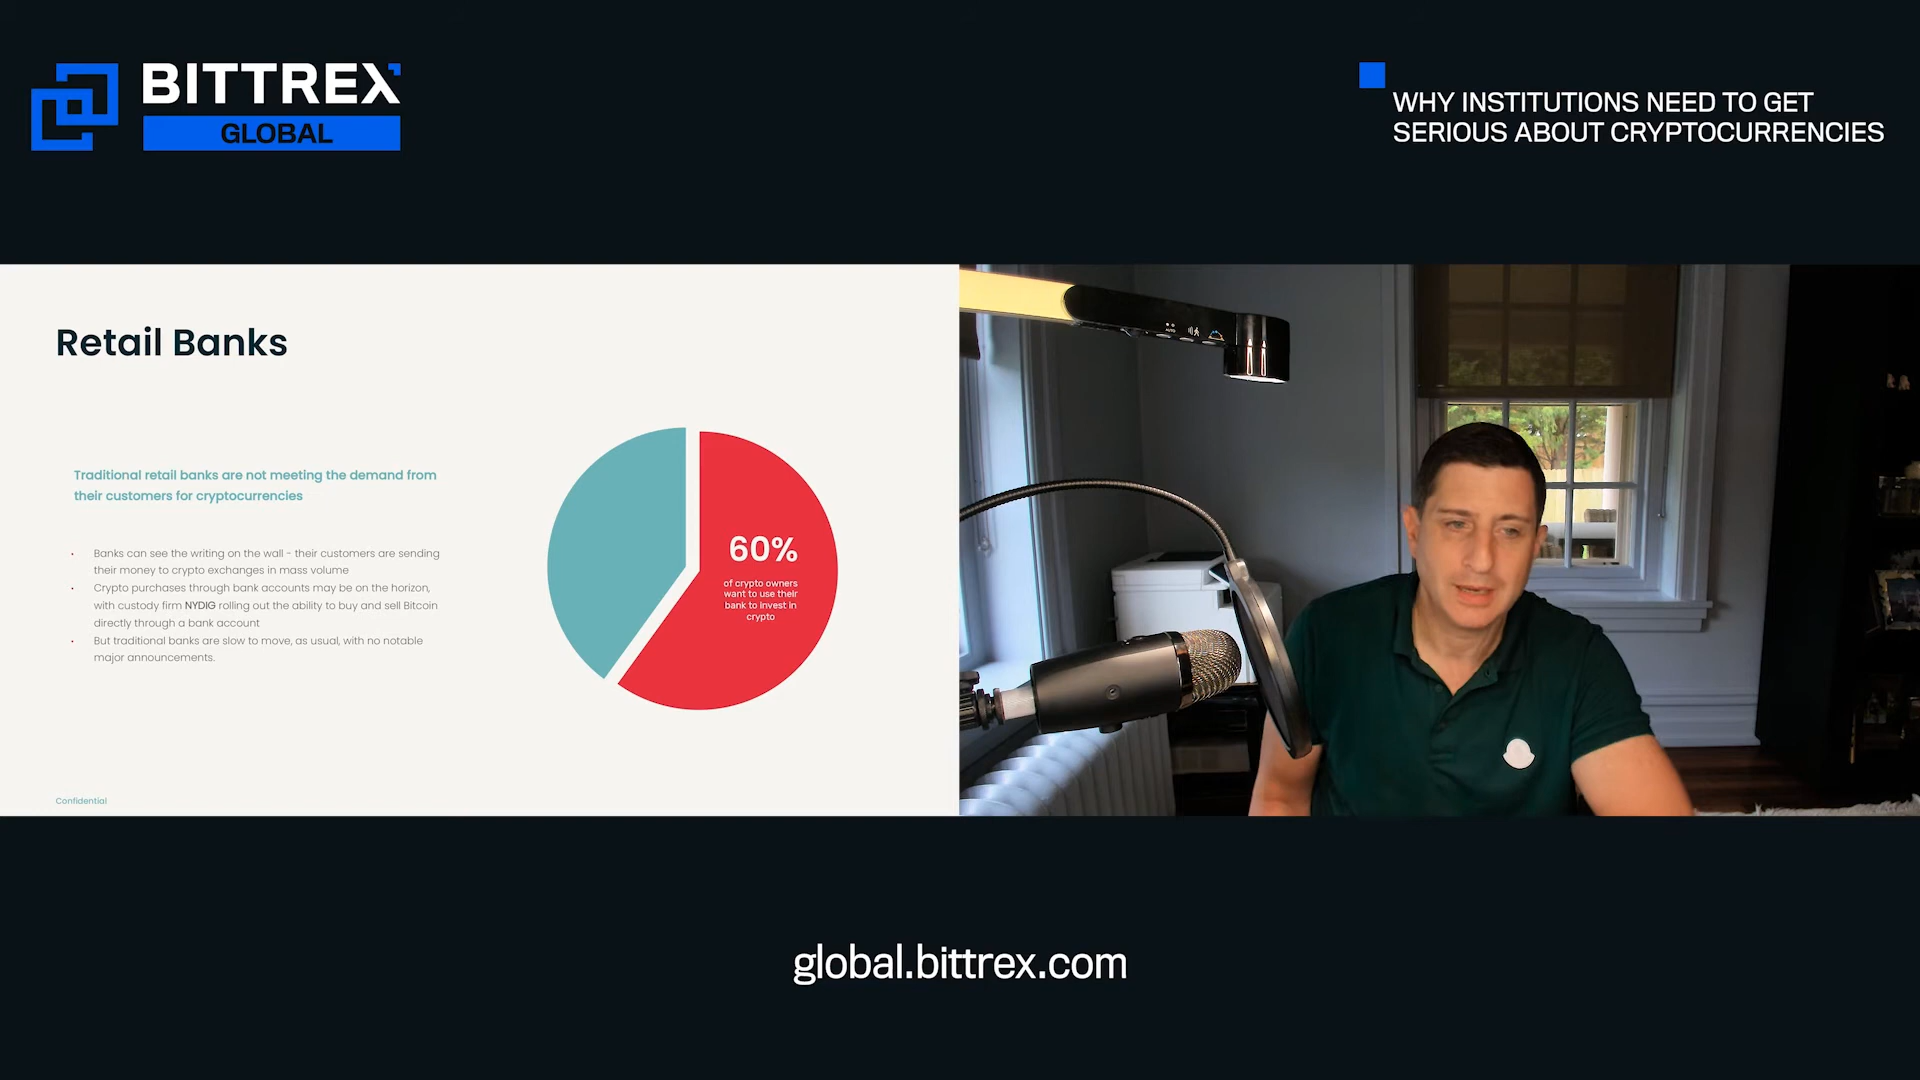 BITTREX
GLOBAL
WHY INSTITUTIONS NEED TO GET
SERIOUS ABOUT CRYPTOCURRENCIES
Retail Banks
Traditional retail banks are not meeting the demand from
their customers for cryptocurrencies
Banks can see the writing on the wall - their customers are sending
their money to crypto exchanges in mass volume
Crypto purchases through bank accounts may be on the horizon,
with custody firm NYDIG rolling out the ability to buy and sell Bitcoin
directly through a bank account
But traditional banks are slow to move, as usual, with no notable
major announcements.
60%
of crypto owners
want to use their
bank to invest in
crypto
Confidential
global.bittrex.com